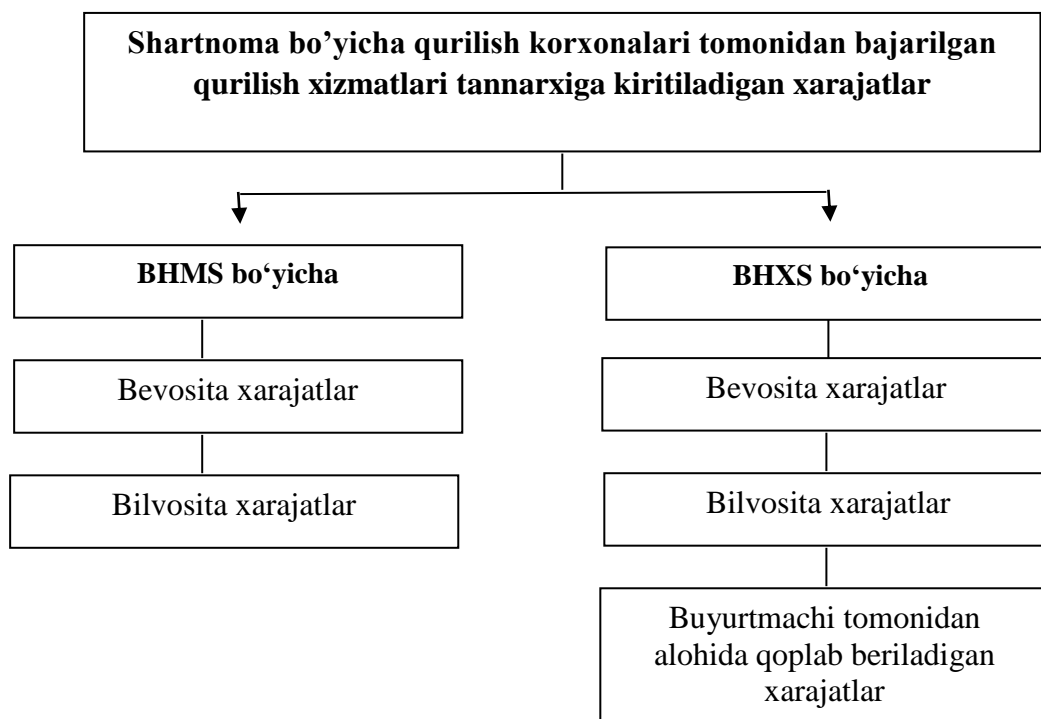 Shartnoma bo’yicha qurilish korxonalari tomonidan bajarilgan
qurilish xizmatlari tannarxiga kiritiladigan xarajatlar
BHMS bo‘yicha
BHXS bo‘yicha
Bevosita xarajatlar
Bevosita xarajatlar
Bilvosita xarajatlar
Bilvosita xarajatlar
Buyurtmachi tomonidan
alohida qoplab beriladigan
xarajatlar